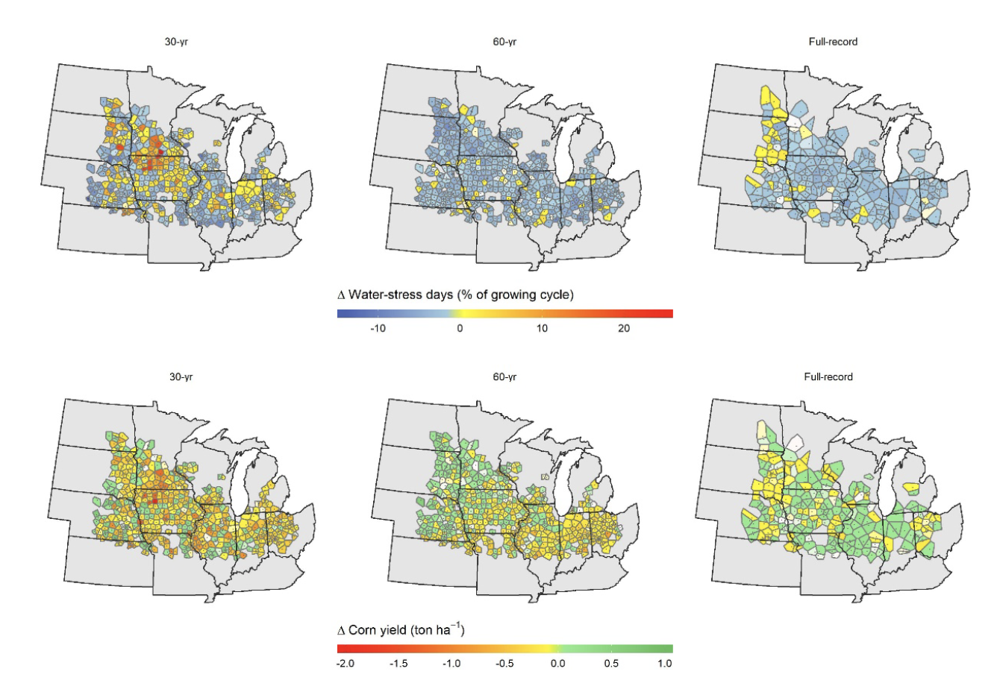 30-yr 60-yr Full-record
Δ Water-stress days (% of growing cycle)
-10 0 10 20
30-yr 60-yr Full-record
Δ Corn yield (ton ha⁻¹)
-2.0 -1.5 -1.0 -0.5 0.0 0.5 1.0